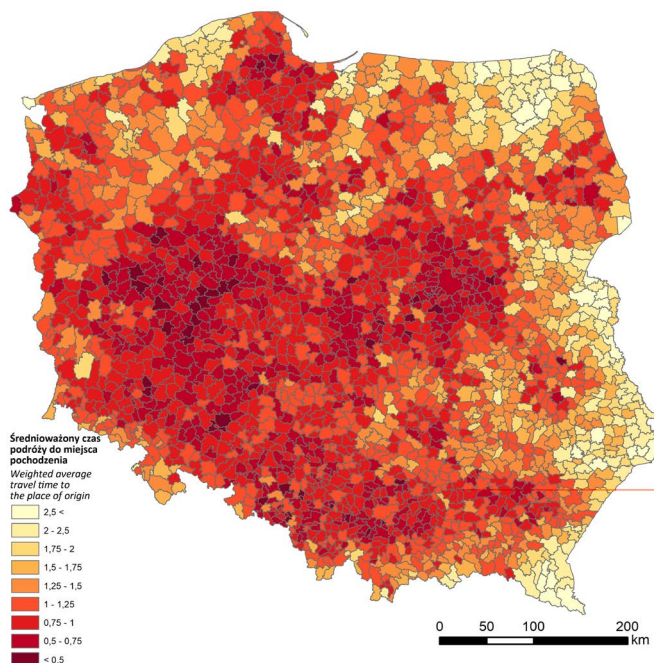 Średnioważony czas
podróży do miejsca
pochodzenia
Weighted average
travel time to
the place of origin
2,5 <
2 - 2,5
1,75 - 2
1,5 - 1,75
1,25 - 1,5
1 - 1,25
0,75 - 1
0,5 - 0,75
< 0,5
0 50 100 200
km